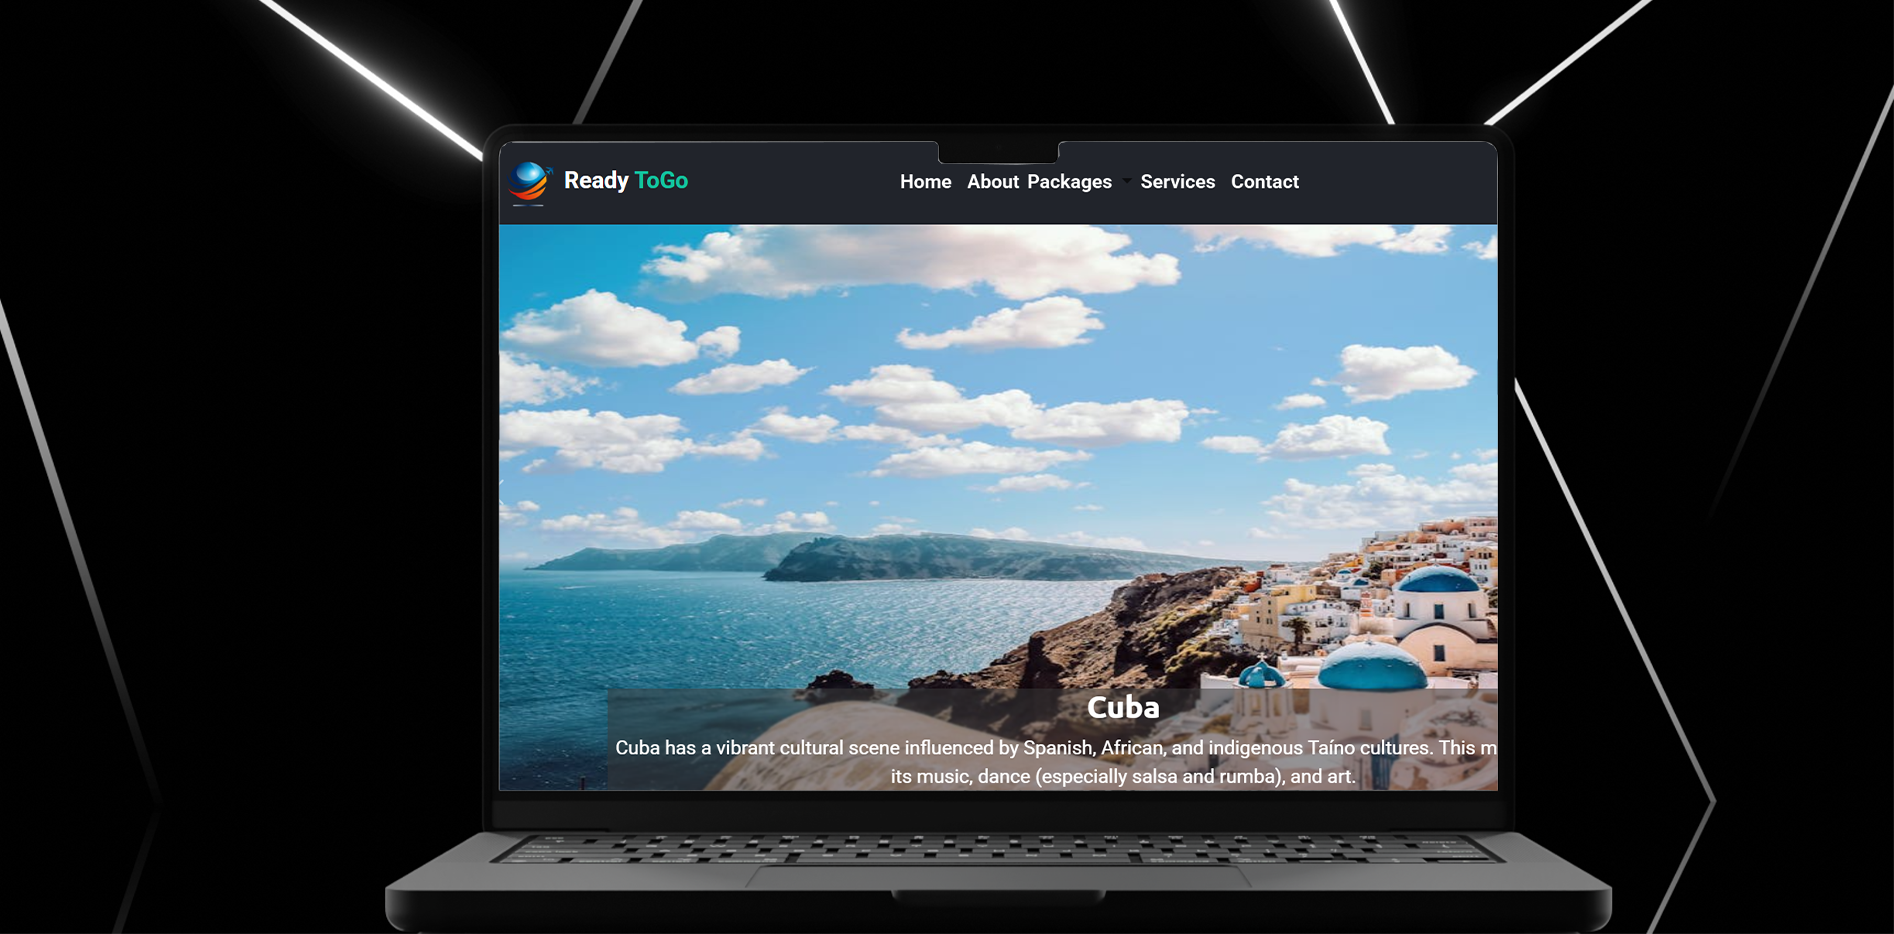 Ready ToGo
Home About Packages Services Contact
Cuba
Cuba has a vibrant cultural scene influenced by Spanish, African, and indigenous Taíno cultures. This m
its music, dance (especially salsa and rumba), and art.